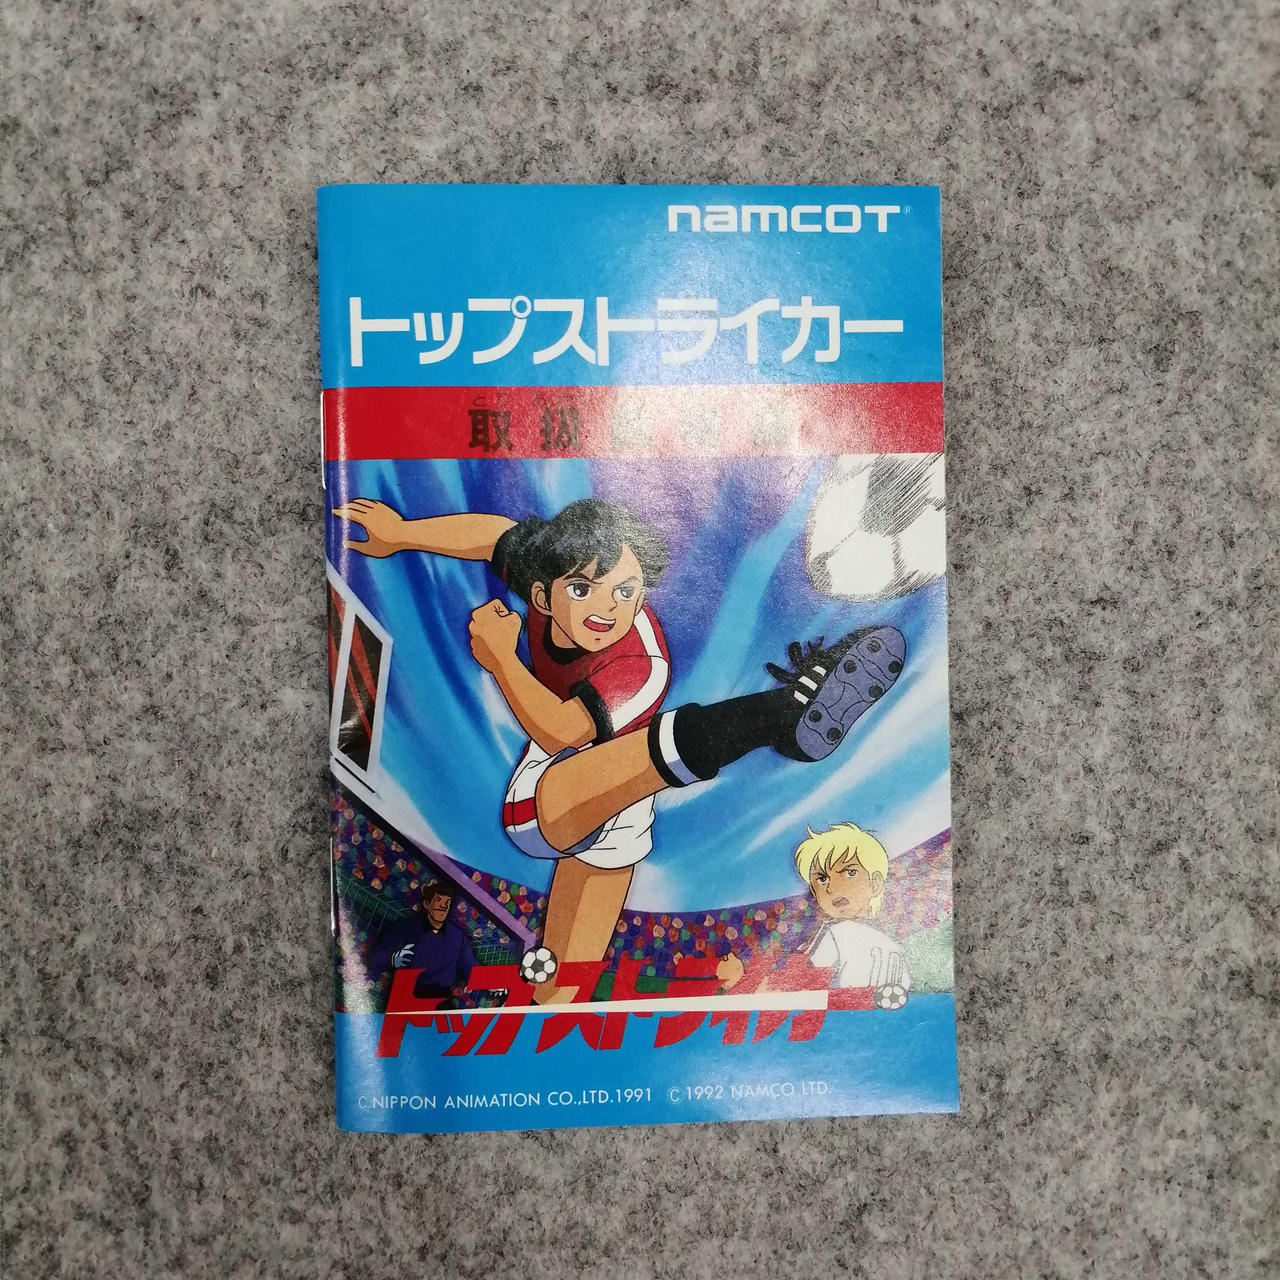 namcot®
トップストライカー
取扱説明書
トップストライカー
10
C.NIPPON ANIMATION CO.,LTD.1991 © 1992 NAMCO LTD.